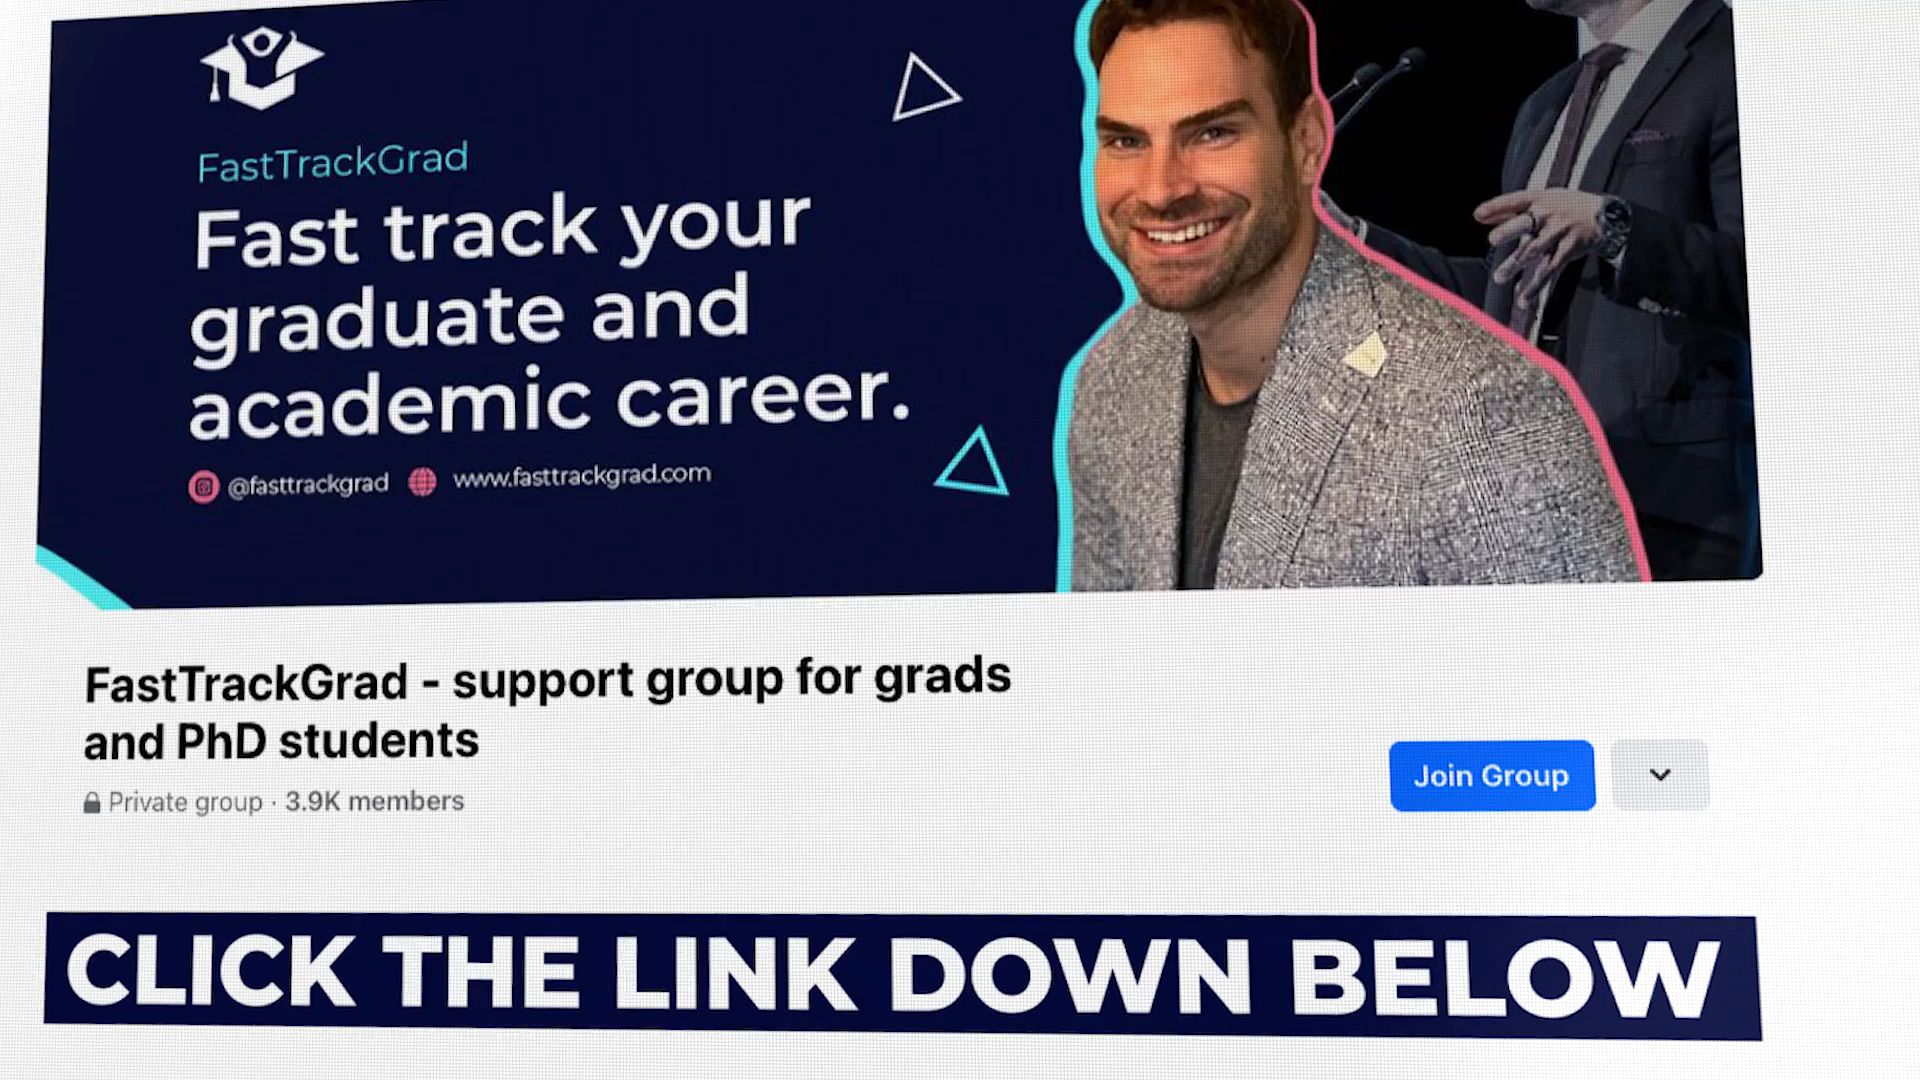 FastTrackGrad
Fast track your
graduate and
academic career.
@fasttrackgrad www.fasttrackgrad.com
FastTrackGrad - support group for grads
and PhD students
Private group · 3.9K members
Join Group
CLICK THE LINK DOWN BELOW